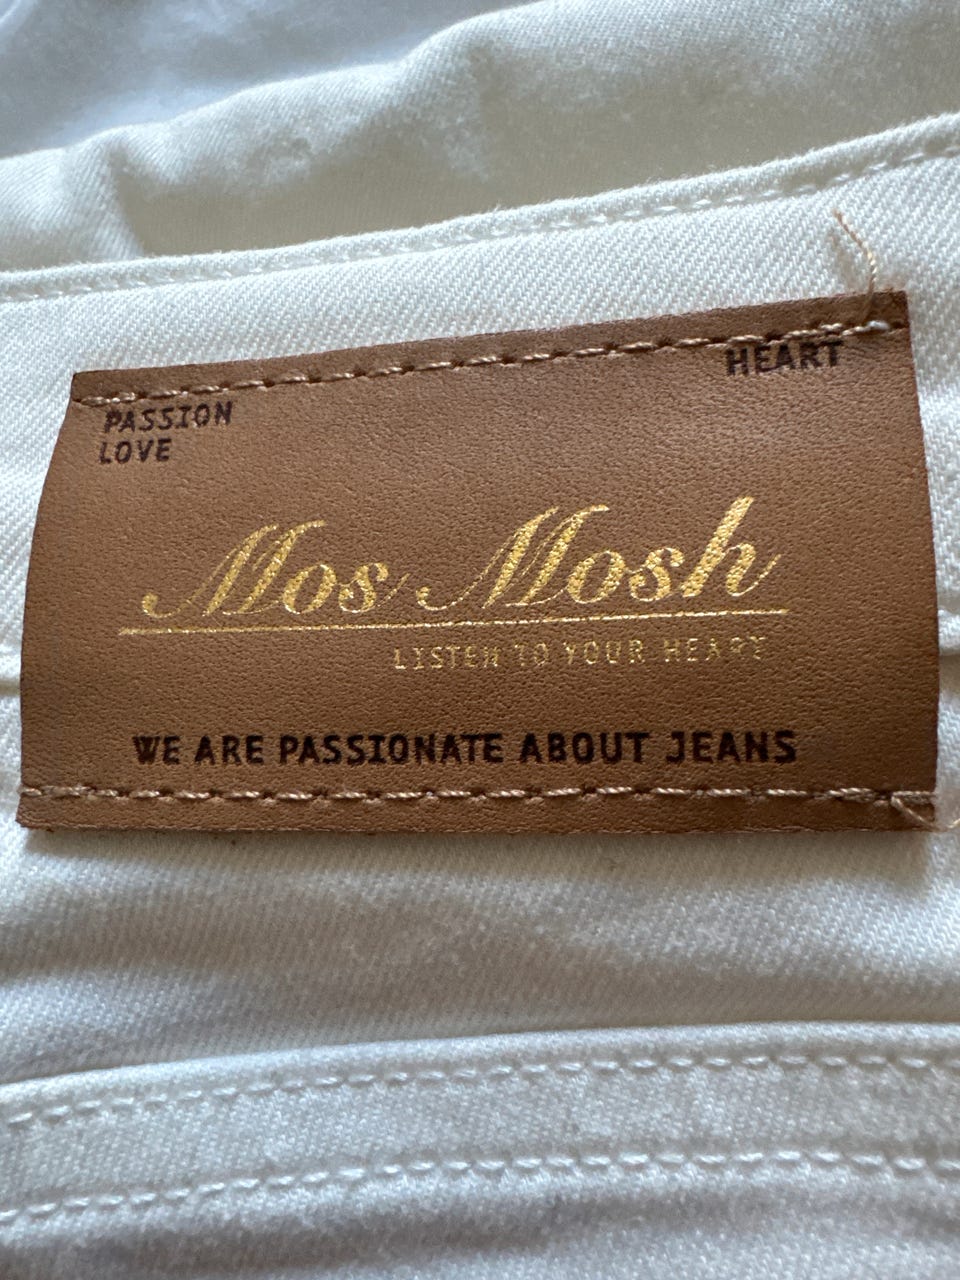 PASSION
LOVE
HEART
Mos Mosh
LISTEN TO YOUR HEART
WE ARE PASSIONATE ABOUT JEANS